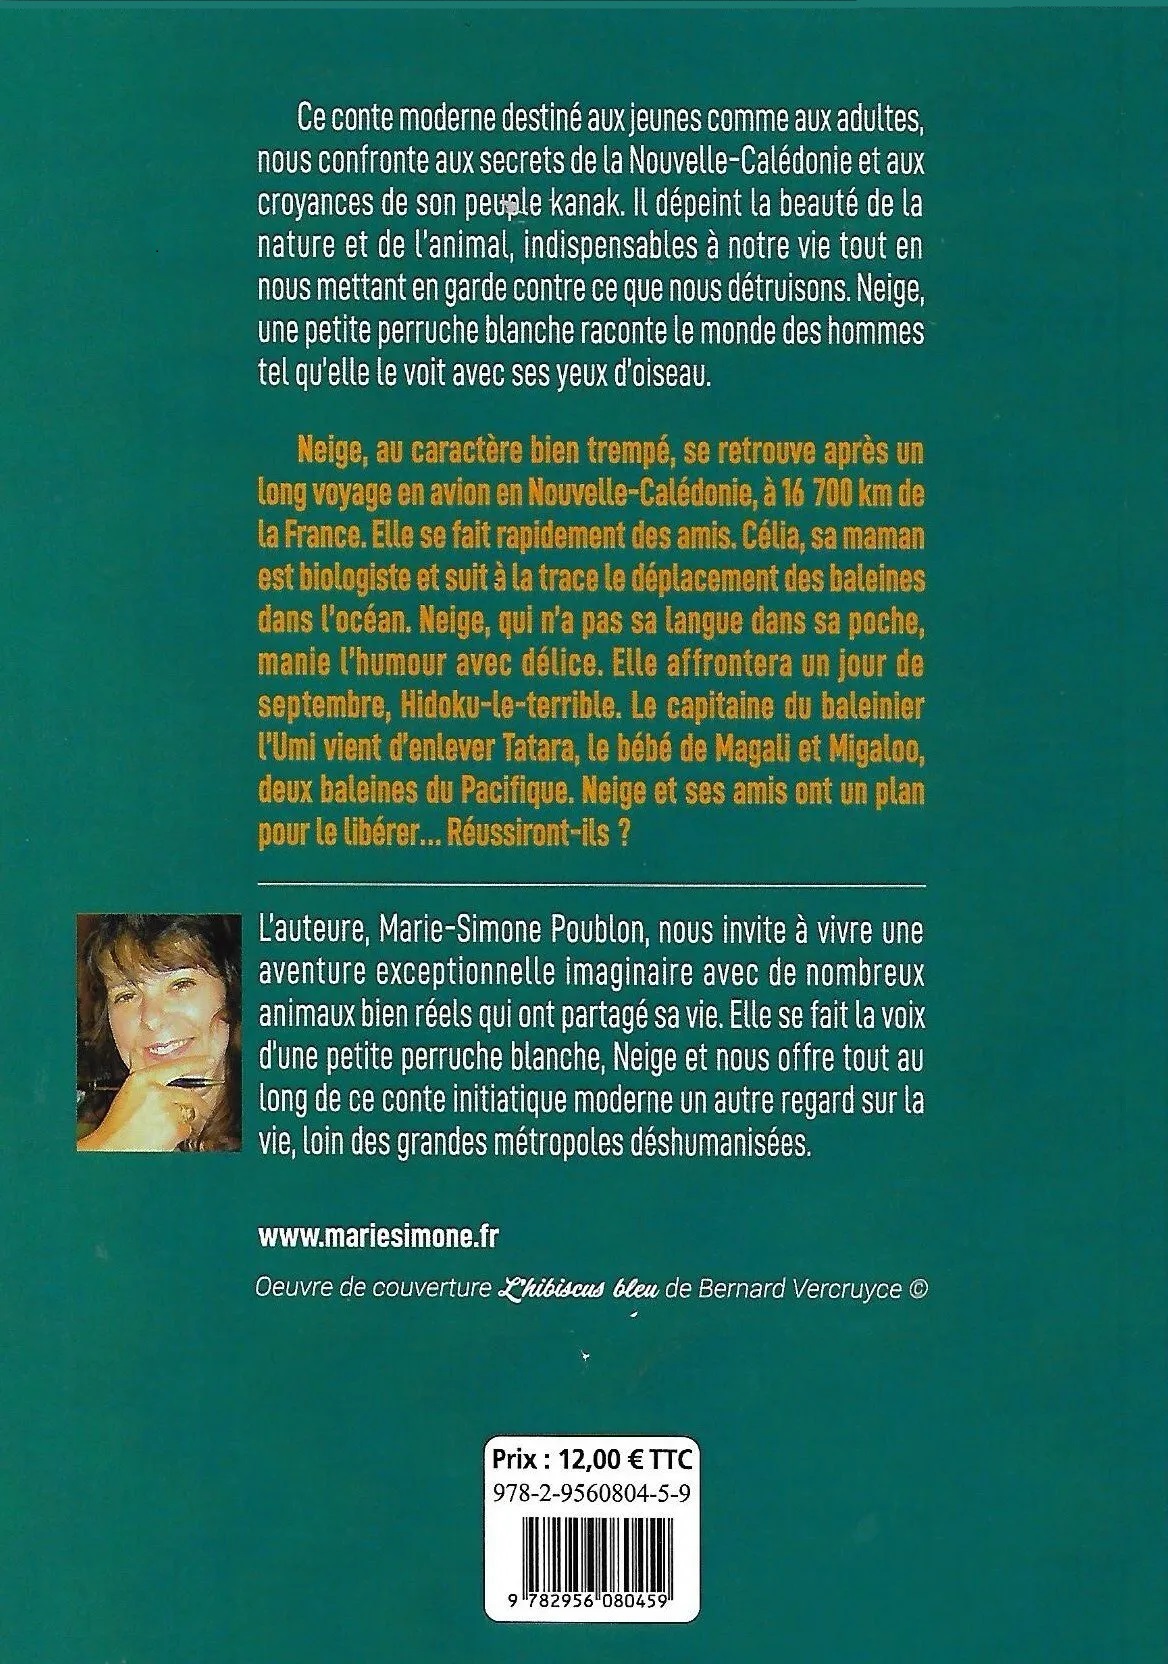 Ce conte moderne destiné aux jeunes comme aux adultes,
nous confronte aux secrets de la Nouvelle-Calédonie et aux
croyances de son peuple kanak. Il dépeint la beauté de la
nature et de l'animal, indispensables à notre vie tout en
nous mettant en garde contre ce que nous détruisons. Neige,
une petite perruche blanche raconte le monde des hommes
tel qu'elle le voit avec ses yeux d'oiseau.
Neige, au caractère bien trempé, se retrouve après un
long voyage en avion en Nouvelle-Calédonie, à 16 700 km de
la France. Elle se fait rapidement des amis. Célia, sa maman
est biologiste et suit à la trace le déplacement des baleines
dans l'océan. Neige, qui n'a pas sa langue dans sa poche,
manie l'humour avec délice. Elle affrontera un jour de
septembre, Hidoku-le-terrible. Le capitaine du baleinier
l'Umi vient d'enlever Tatara, le bébé de Magali et Migaloo,
deux baleines du Pacifique. Neige et ses amis ont un plan
pour le libérer... Réussiront-ils ?
L'auteure, Marie-Simone Poublon, nous invite à vivre une
aventure exceptionnelle imaginaire avec de nombreux
animaux bien réels qui ont partagé sa vie. Elle se fait la voix
d'une petite perruche blanche, Neige et nous offre tout au
long de ce conte initiatique moderne un autre regard sur la
vie, loin des grandes métropoles déshumanisées.
www.mariesimone.fr
Oeuvre de couverture L'hibiscus bleu de Bernard Vercruyce ©
Prix : 12,00 € TTC
978-2-9560804-5-9
9 782956 080459